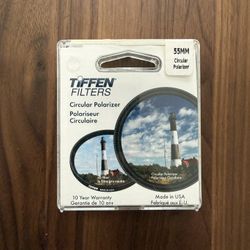 TIFFEN
FILTERS
55MM
Circular
Polarizer
Circular Polarizer
Polariseur
Circulaire
10 Year Warranty
Garantie de 10 ans
Made in USA
Fabriqué aux E.U.